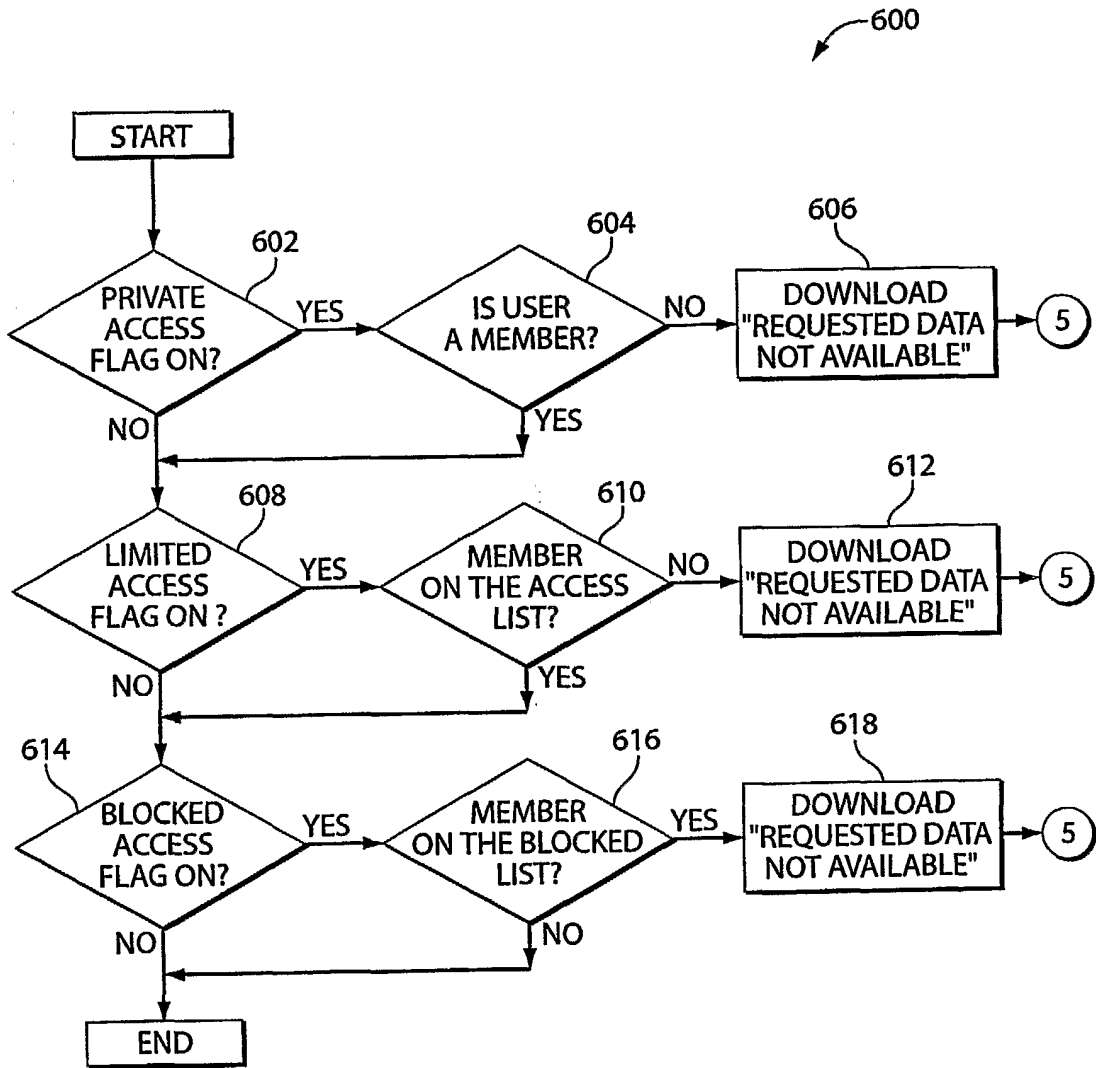 600
START
602
604
606
PRIVATE
ACCESS
FLAG ON?
YES
IS USER
A MEMBER?
NO
DOWNLOAD
"REQUESTED DATA
NOT AVAILABLE"
5
NO
YES
608
610
612
LIMITED
ACCESS
FLAG ON ?
YES
MEMBER
ON THE ACCESS
LIST?
NO
DOWNLOAD
"REQUESTED DATA
NOT AVAILABLE"
5
NO
YES
614
616
618
BLOCKED
ACCESS
FLAG ON?
YES
MEMBER
ON THE BLOCKED
LIST?
YES
DOWNLOAD
"REQUESTED DATA
NOT AVAILABLE"
5
NO
NO
END